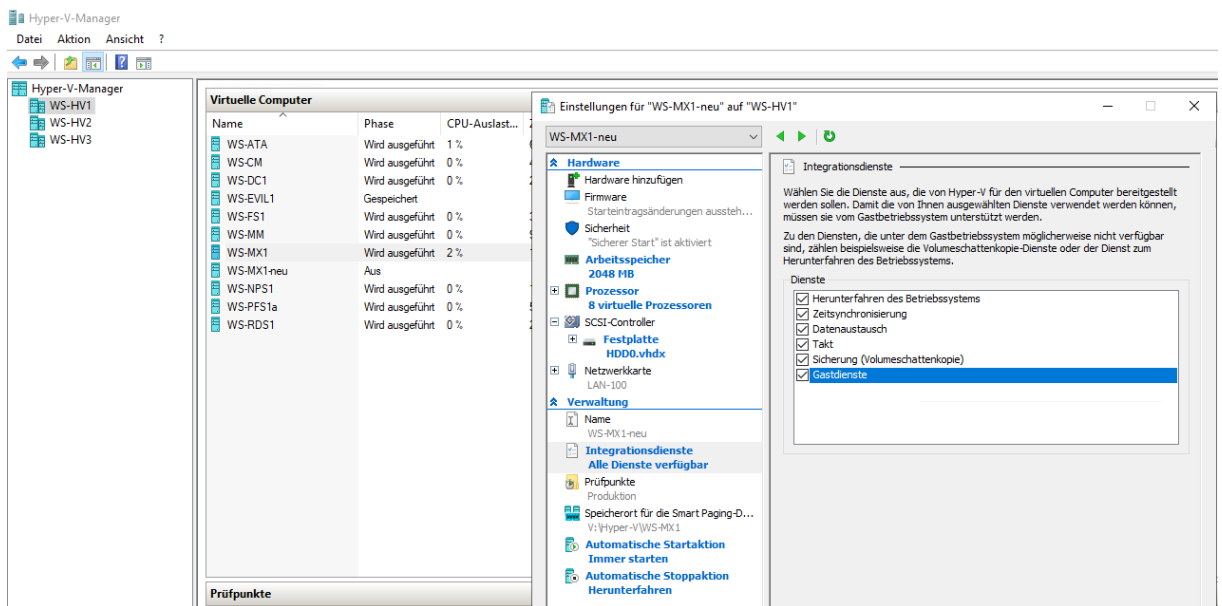 Hyper-V-Manager
Datei Aktion Ansicht ?
Hyper-V-Manager
WS-HV1
WS-HV2
WS-HV3
Virtuelle Computer
Name Phase CPU-Auslast...
WS-ATA Wird ausgeführt 1 %
WS-CM Wird ausgeführt 0 %
WS-DC1 Wird ausgeführt 0 %
WS-EVIL1 Gespeichert
WS-FS1 Wird ausgeführt 0 %
WS-MM Wird ausgeführt 0 %
WS-MX1 Wird ausgeführt 2 %
WS-MX1-neu Aus
WS-NPS1 Wird ausgeführt 0 %
WS-PFS1a Wird ausgeführt 0 %
WS-RDS1 Wird ausgeführt 0 %
Prüfpunkte
Einstellungen für "WS-MX1-neu" auf "WS-HV1"
WS-MX1-neu
Hardware
Hardware hinzufügen
Firmware
Starteintragsänderungen aussteh...
Sicherheit
"Sicherer Start" ist aktiviert
Arbeitsspeicher
2048 MB
Prozessor
8 virtuelle Prozessoren
SCSI-Controller
Festplatte
HDD0.vhdx
Netzwerkkarte
LAN-100
Verwaltung
Name
WS-MX1-neu
Integrationsdienste
Alle Dienste verfügbar
Prüfpunkte
Produktion
Speicherort für die Smart Paging-D...
V:\Hyper-V\WS-MX1
Automatische Startaktion
Immer starten
Automatische Stoppaktion
Herunterfahren
Integrationsdienste
Wählen Sie die Dienste aus, die von Hyper-V für den virtuellen Computer bereitgestellt
werden sollen. Damit die von Ihnen ausgewählten Dienste verwendet werden können,
müssen sie vom Gastbetriebssystem unterstützt werden.
Zu den Diensten, die unter dem Gastbetriebssystem möglicherweise nicht verfügbar
sind, zählen beispielsweise die Volumeschattenkopie-Dienste oder der Dienst zum
Herunterfahren des Betriebssystems.
Dienste
Herunterfahren des Betriebssystems
Zeitsynchronisierung
Datenaustausch
Takt
Sicherung (Volumeschattenkopie)
Gastdienste